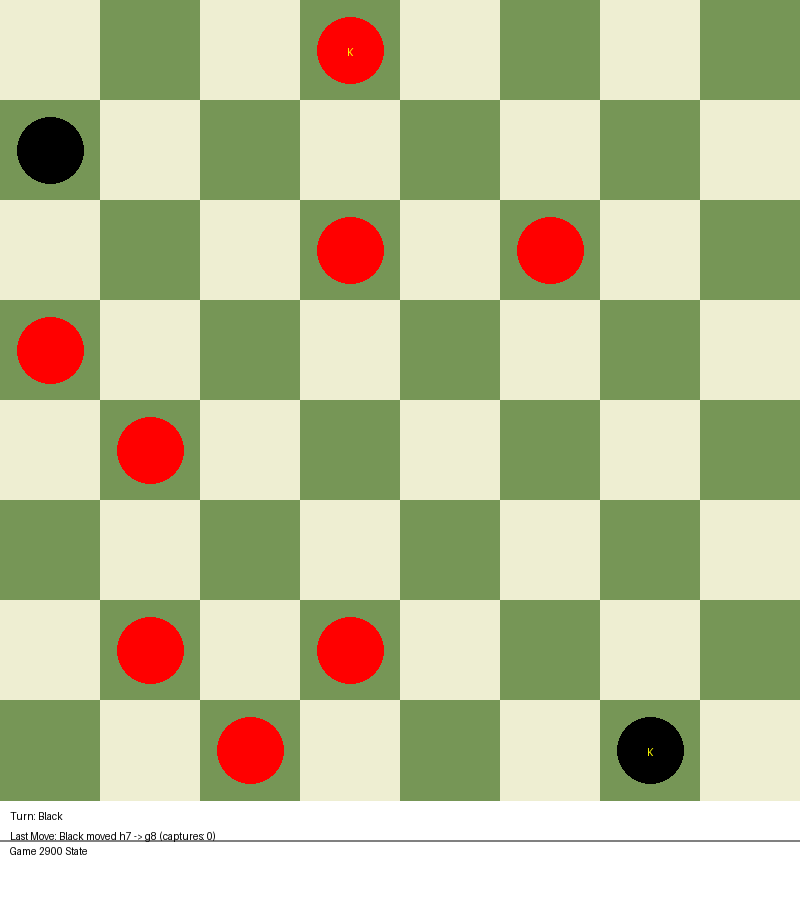 K
K
Turn: Black
Last Move: Black moved h7 -> g8 (captures: 0)
Game 2900 State